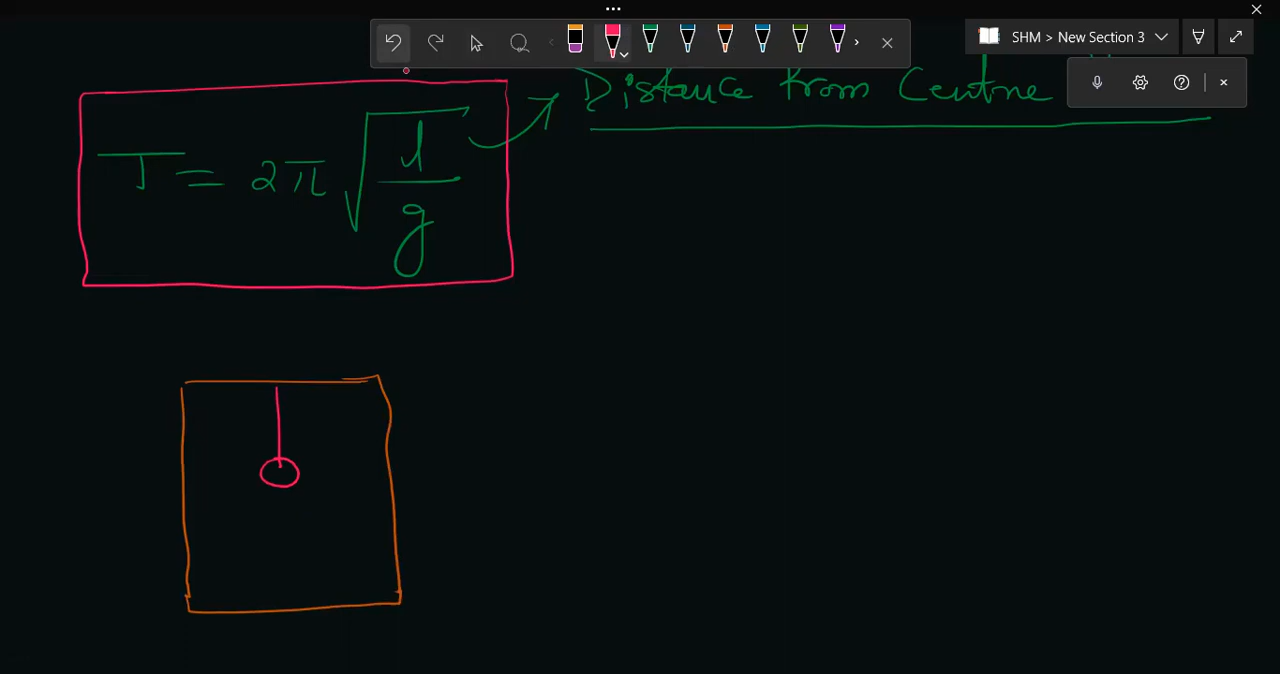 SHM > New Section 3
Distance from Centre
T = 2π √(l/g)